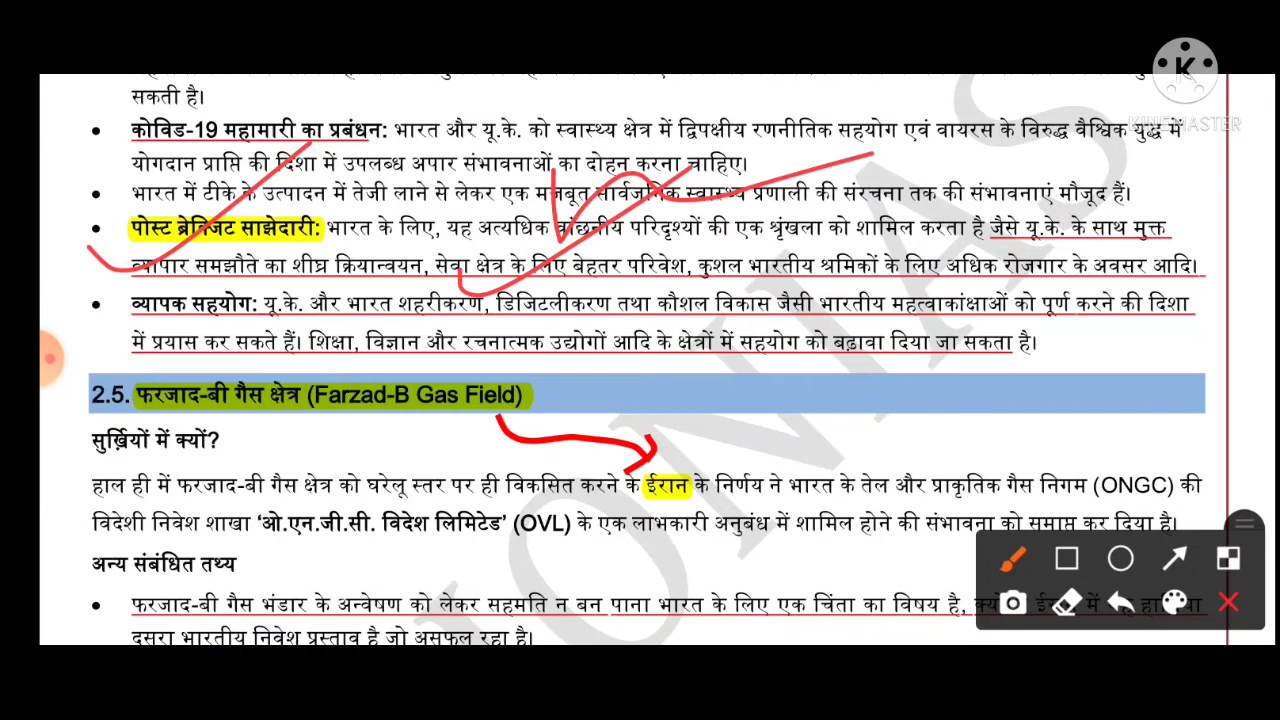 सकती है।
• कोविड-19 महामारी का प्रबंधन: भारत और यू.के. को स्वास्थ्य क्षेत्र में द्विपक्षीय रणनीतिक सहयोग एवं वायरस के विरुद्ध वैश्विक युद्ध में
योगदान प्राप्ति की दिशा में उपलब्ध अपार संभावनाओं का दोहन करना चाहिए।
• भारत में टीके के उत्पादन में तेजी लाने से लेकर एक मजबूत सार्वजनिक स्वास्थ्य प्रणाली की संरचना तक की संभावनाएं मौजूद हैं।
• पोस्ट ब्रेक्जिट साझेदारी: भारत के लिए, यह अत्यधिक वांछनीय परिदृश्यों की एक श्रृंखला को शामिल करता है जैसे यू.के. के साथ मुक्त
व्यापार समझौते का शीघ्र क्रियान्वयन, सेवा क्षेत्र के लिए बेहतर परिवेश, कुशल भारतीय श्रमिकों के लिए अधिक रोजगार के अवसर आदि।
• व्यापक सहयोग: यू.के. और भारत शहरीकरण, डिजिटलीकरण तथा कौशल विकास जैसी भारतीय महत्वाकांक्षाओं को पूर्ण करने की दिशा
में प्रयास कर सकते हैं। शिक्षा, विज्ञान और रचनात्मक उद्योगों आदि के क्षेत्रों में सहयोग को बढ़ावा दिया जा सकता है।
2.5. फरजाद-बी गैस क्षेत्र (Farzad-B Gas Field)
सुर्ख़ियों में क्यों?
हाल ही में फरजाद-बी गैस क्षेत्र को घरेलू स्तर पर ही विकसित करने के ईरान के निर्णय ने भारत के तेल और प्राकृतिक गैस निगम (ONGC) की
विदेशी निवेश शाखा ‘ओ.एन.जी.सी. विदेश लिमिटेड’ (OVL) के एक लाभकारी अनुबंध में शामिल होने की संभावना को समाप्त कर दिया है।
अन्य संबंधित तथ्य
• फरजाद-बी गैस भंडार के अन्वेषण को लेकर सहमति न बन पाना भारत के लिए एक चिंता का विषय है,
दूसरा भारतीय निवेश प्रस्ताव है जो असफल रहा है।
K
KINEMASTER